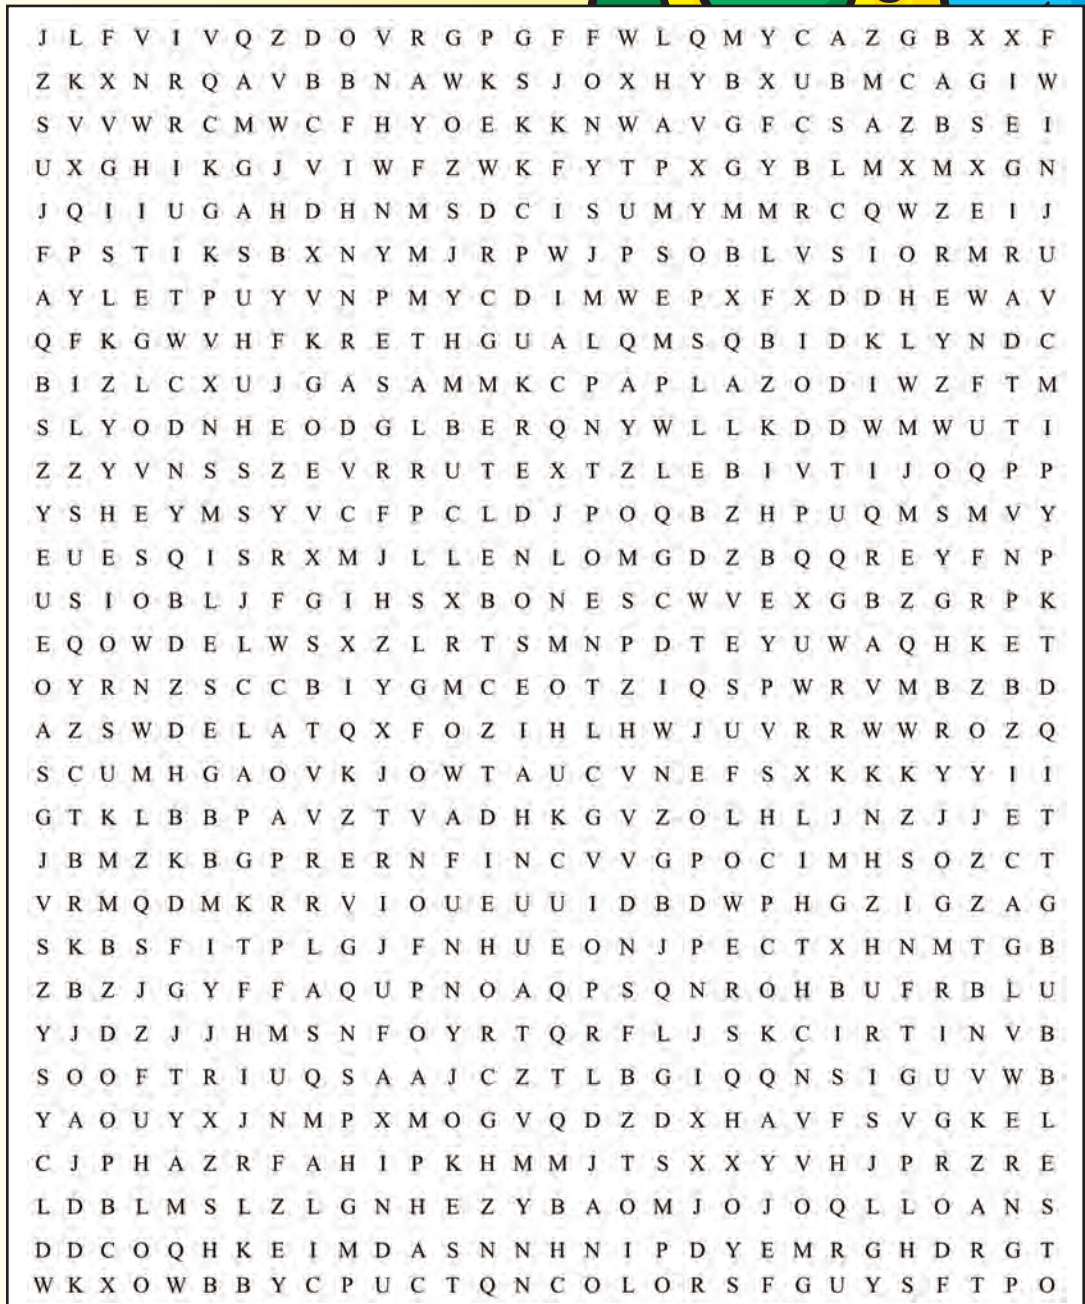 J L F V I V Q Z D O V R G P G F F W L Q M Y C A Z G B X X F
Z K X N R Q A V B B N A W K S J O X H Y B X U B M C A G I W
S V V W R C M W C F H Y O E K K N W A V G F C S A Z B S E I
U X G H I K G J V I W F Z W K F Y T P X G Y B L M X M X G N
J Q I I U G A H D H N M S D C I S U M Y M M R C Q W Z E I J
F P S T I K S B X N Y M J R P W J P S O B L V S I O R M R U
A Y L E T P U Y V N P M Y C D I M W E P X F X D D H E W A V
Q F K G W V H F K R E T H G U A L Q M S Q B I D K L Y N D C
B I Z L C X U J G A S A M M K C P A P L A Z O D I W Z F T M
S L Y O D N H E O D G L B E R Q N Y W L L K D D W M W U T I
Z Z Y V N S S Z E V R R U T E X T Z L E B I V T I J O Q P P
Y S H E Y M S Y V C F P C L D J P O Q B Z H P U Q M S M V Y
E U E S Q I S R X M J L L E N L O M G D Z B Q Q R E Y F N P
U S I O B L J F G I H S X B O N E S C W V E X G B Z G R P K
E Q O W D E L W S X Z L R T S M N P D T E Y U W A Q H K E T
O Y R N Z S C C B I Y G M C E O T Z I Q S P W R V M B Z B D
A Z S W D E L A T Q X F O Z I H L H W J U V R R W W R O Z Q
S C U M H G A O V K J O W T A U C V N E F S X K K K Y Y I I
G T K L B B P A V Z T V A D H K G V Z O L H L J N Z J J E T
J B M Z K B G P R E R N F I N C V V G P O C I M H S O Z C T
V R M Q D M K R R V I O U E U U I D B D W P H G Z I G Z A G
S K B S F I T P L G J F N H U E O N J P E C T X H N M T G B
Z B Z J G Y F F A Q U P N O A Q P S Q N R O H B U F R B L U
Y J D Z J J H M S N F O Y R T Q R F L J S K C I R T I N V B
S O O F T R I U Q S A A J C Z T L B G I Q Q N S I G U V W B
Y A O U Y X J N M P X M O G V Q D Z D X H A V F S V G K E L
C J P H A Z R F A H I P K H M M J T S X X Y V H J P R Z R E
L D B L M S L Z L G N H E Z Y B A O M J O J O Q L L O A N S
D D C O Q H K E I M D A S N N H N I P D Y E M R G H D R G T
W K X O W B B Y C P U C T Q N C O L O R S F G U Y S F T P O